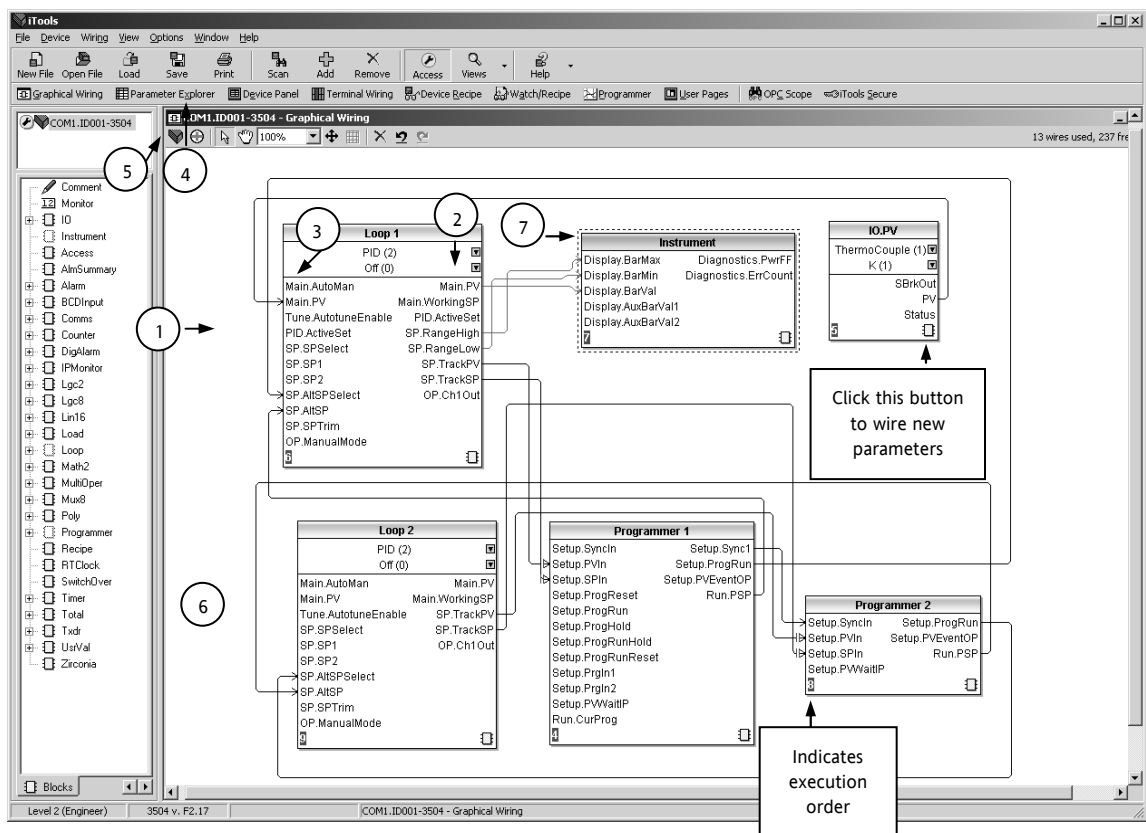 iTools
File Device Wiring View Options Window Help
New File Open File Load Save Print Scan Add Remove Access Views Help
Graphical Wiring Parameter Explorer Device Panel Terminal Wiring Device Recipe Watch/Recipe Programmer User Pages OPC Scope iTools Secure
COM1.ID001-3504
COM1.ID001-3504 - Graphical Wiring
100%
13 wires used, 237 fre
5
4
Comment
12 Monitor
IO
Instrument
Access
AlmSummary
Alarm
BCDInput
Comms
Counter
DigAlarm
IPMonitor
Lgc2
Lgc8
Lin16
Load
Loop
Math2
MultiOper
Mux8
Poly
Programmer
Recipe
RTClock
SwitchOver
Timer
Total
Txdr
UsrVal
Zirconia
Blocks
1
3
2
7
6
Loop 1
PID (2)
Off (0)
Main.AutoMan Main.PV
Main.PV Main.WorkingSP
Tune.AutotuneEnable PID.ActiveSet
PID.ActiveSet SP.RangeHigh
SP.SPSelect SP.RangeLow
SP.SP1 SP.TrackPV
SP.SP2 SP.TrackSP
SP.AltSPSelect OP.Ch1Out
SP.AltSP
SP.SPTrim
OP.ManualMode
Instrument
Display.BarMax Diagnostics.PwrFF
Display.BarMin Diagnostics.ErrCount
Display.BarVal
Display.AuxBarVal1
Display.AuxBarVal2
7
IO.PV
ThermoCouple (1)
K (1)
SBrkOut
PV
Status
5
Click this button
to wire new
parameters
Loop 2
PID (2)
Off (0)
Main.AutoMan Main.PV
Main.PV Main.WorkingSP
Tune.AutotuneEnable SP.TrackPV
SP.SPSelect SP.TrackSP
SP.SP1 OP.Ch1Out
SP.SP2
SP.AltSPSelect
SP.AltSP
SP.SPTrim
OP.ManualMode
Programmer 1
Setup.SyncIn Setup.Sync1
Setup.PVIn Setup.ProgRun
Setup.SPIn Setup.PVEventOP
Setup.ProgReset Run.PSP
Setup.ProgRun
Setup.ProgHold
Setup.ProgRunHold
Setup.ProgRunReset
Setup.PrgIn1
Setup.PrgIn2
Setup.PVWaitIP
Run.CurProg
4
Programmer 2
Setup.SyncIn Setup.ProgRun
Setup.PVIn Setup.PVEventOP
Setup.SPIn Run.PSP
Setup.PVWaitIP
Indicates
execution
order
Level 2 (Engineer) 3504 v. F2.17 COM1.ID001-3504 - Graphical Wiring